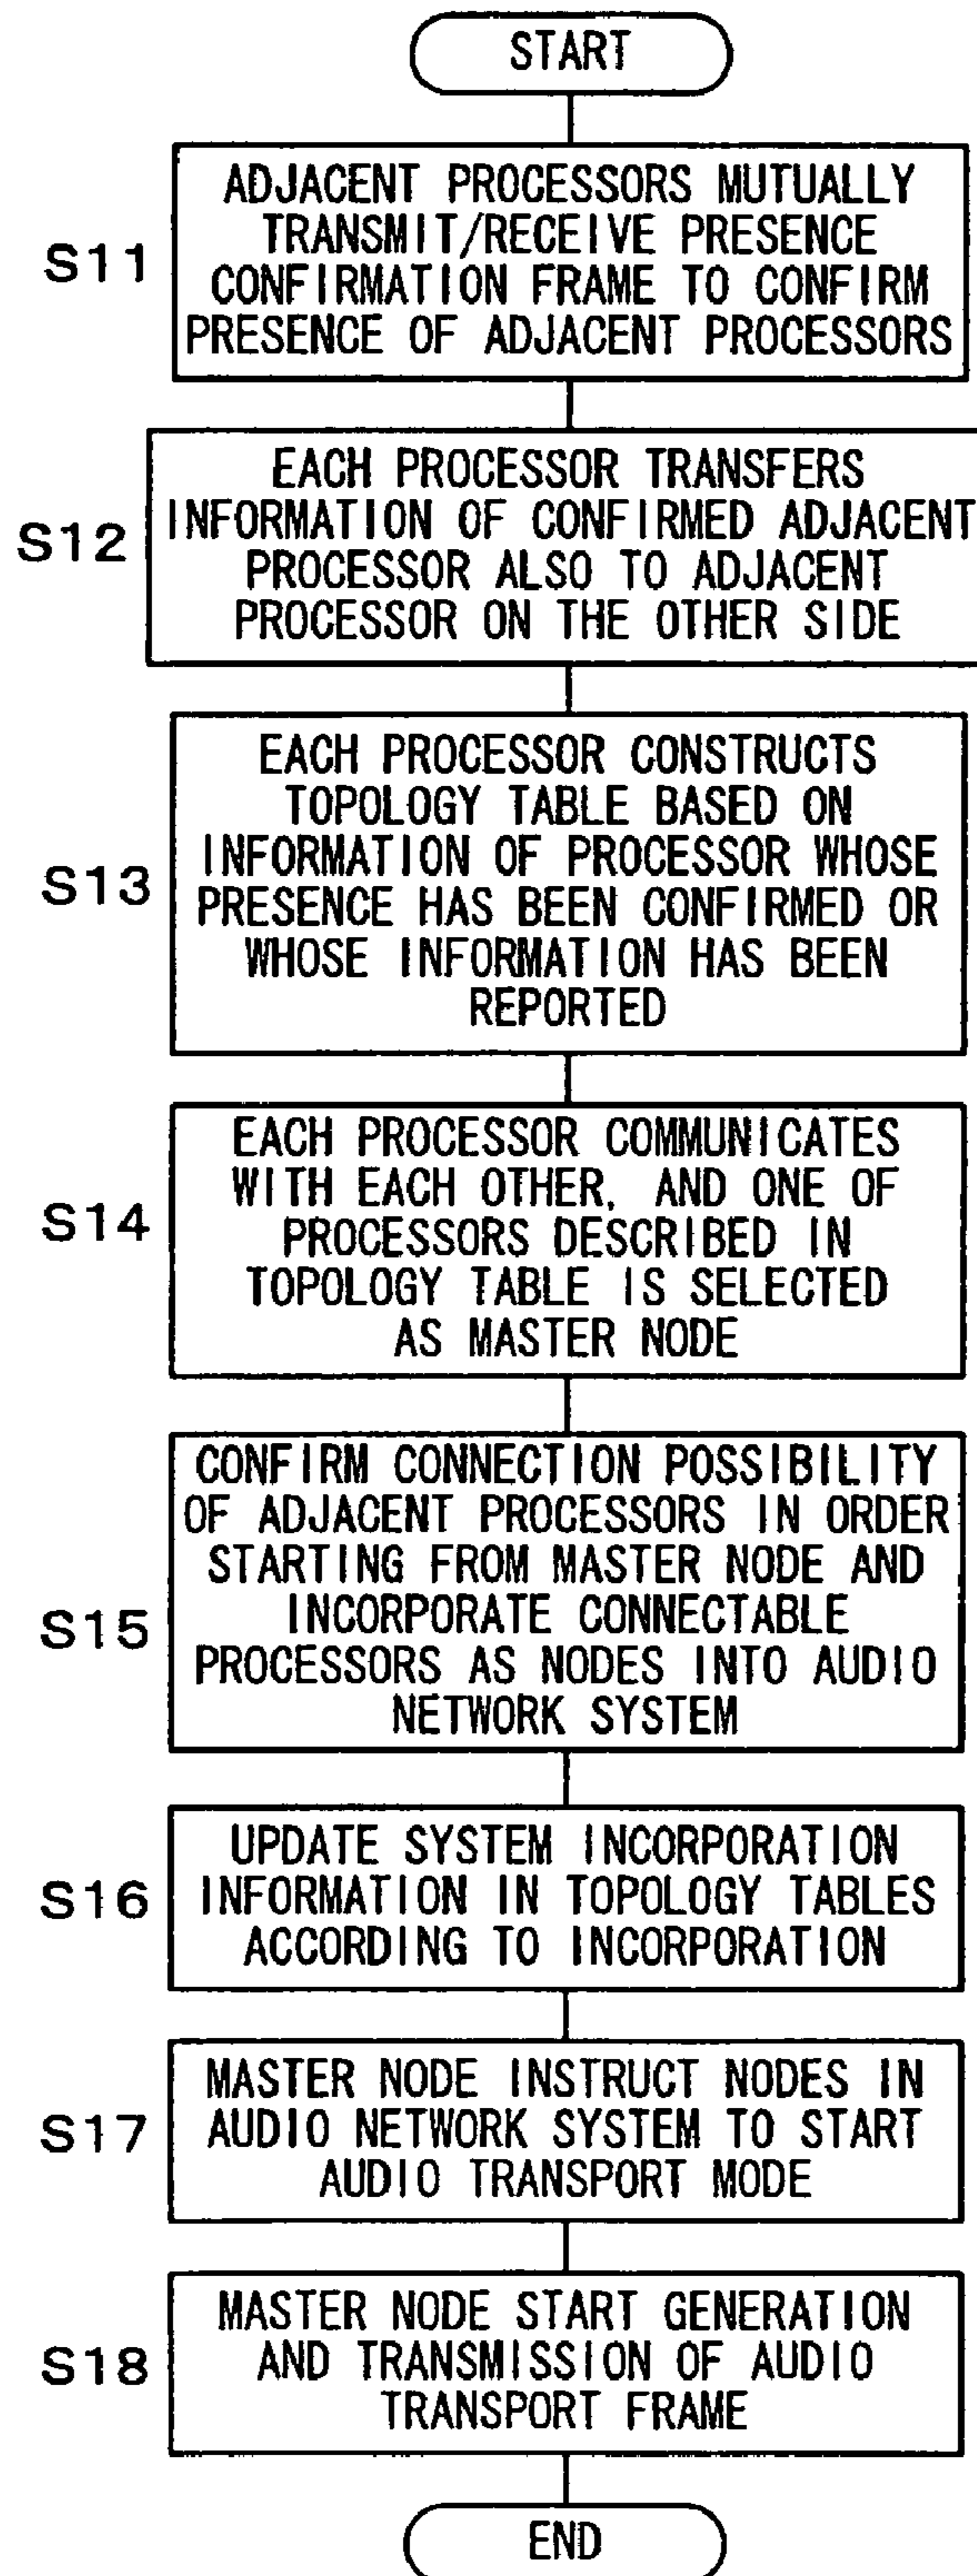 START
S11
ADJACENT PROCESSORS MUTUALLY
TRANSMIT/RECEIVE PRESENCE
CONFIRMATION FRAME TO CONFIRM
PRESENCE OF ADJACENT PROCESSORS
S12
EACH PROCESSOR TRANSFERS
INFORMATION OF CONFIRMED ADJACENT
PROCESSOR ALSO TO ADJACENT
PROCESSOR ON THE OTHER SIDE
S13
EACH PROCESSOR CONSTRUCTS
TOPOLOGY TABLE BASED ON
INFORMATION OF PROCESSOR WHOSE
PRESENCE HAS BEEN CONFIRMED OR
WHOSE INFORMATION HAS BEEN
REPORTED
S14
EACH PROCESSOR COMMUNICATES
WITH EACH OTHER, AND ONE OF
PROCESSORS DESCRIBED IN
TOPOLOGY TABLE IS SELECTED
AS MASTER NODE
S15
CONFIRM CONNECTION POSSIBILITY
OF ADJACENT PROCESSORS IN ORDER
STARTING FROM MASTER NODE AND
INCORPORATE CONNECTABLE
PROCESSORS AS NODES INTO AUDIO
NETWORK SYSTEM
S16
UPDATE SYSTEM INCORPORATION
INFORMATION IN TOPOLOGY TABLES
ACCORDING TO INCORPORATION
S17
MASTER NODE INSTRUCT NODES IN
AUDIO NETWORK SYSTEM TO START
AUDIO TRANSPORT MODE
S18
MASTER NODE START GENERATION
AND TRANSMISSION OF AUDIO
TRANSPORT FRAME
END